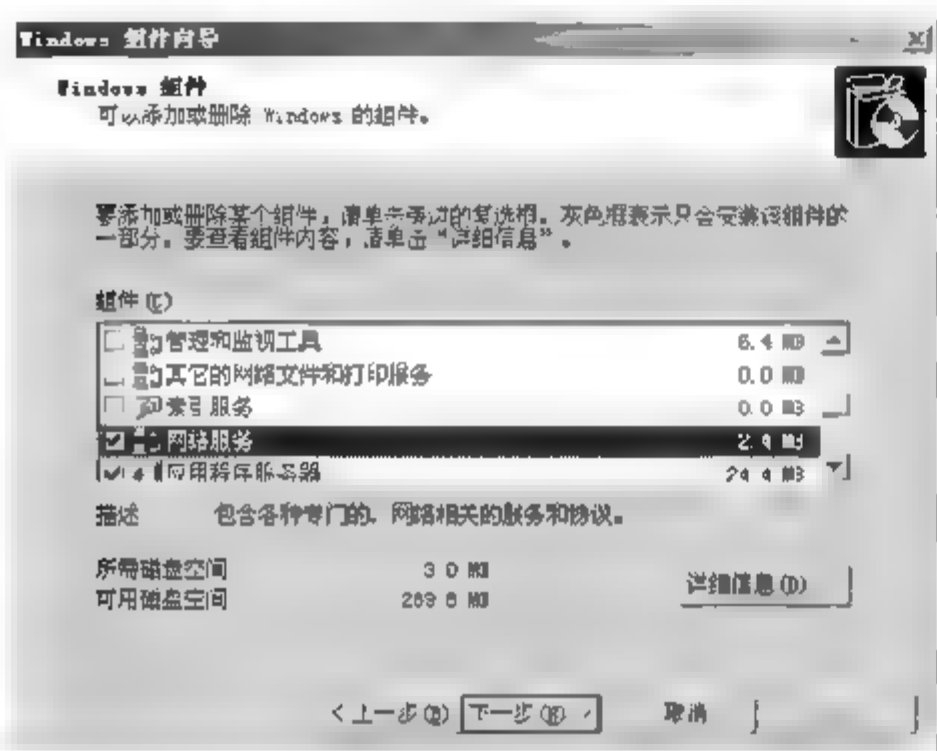 Windows 组件向导
Windows 组件
可以添加或删除 Windows 的组件。
要添加或删除某个组件，请单击旁边的复选框。灰色框表示只会安装该组件的
一部分。要查看组件内容，请单击“详细信息”。
组件(C)
管理和监视工具 6.4 MB
其它的网络文件和打印服务 0.0 MB
索引服务 0.0 MB
网络服务 MB
应用程序服务器 24.4 MB
描述 包含各种专门的、网络相关的服务和协议。
所需磁盘空间 3.0 MB
可用磁盘空间 MB
详细信息(D)
<上一步(B) 下一步(N) 取消